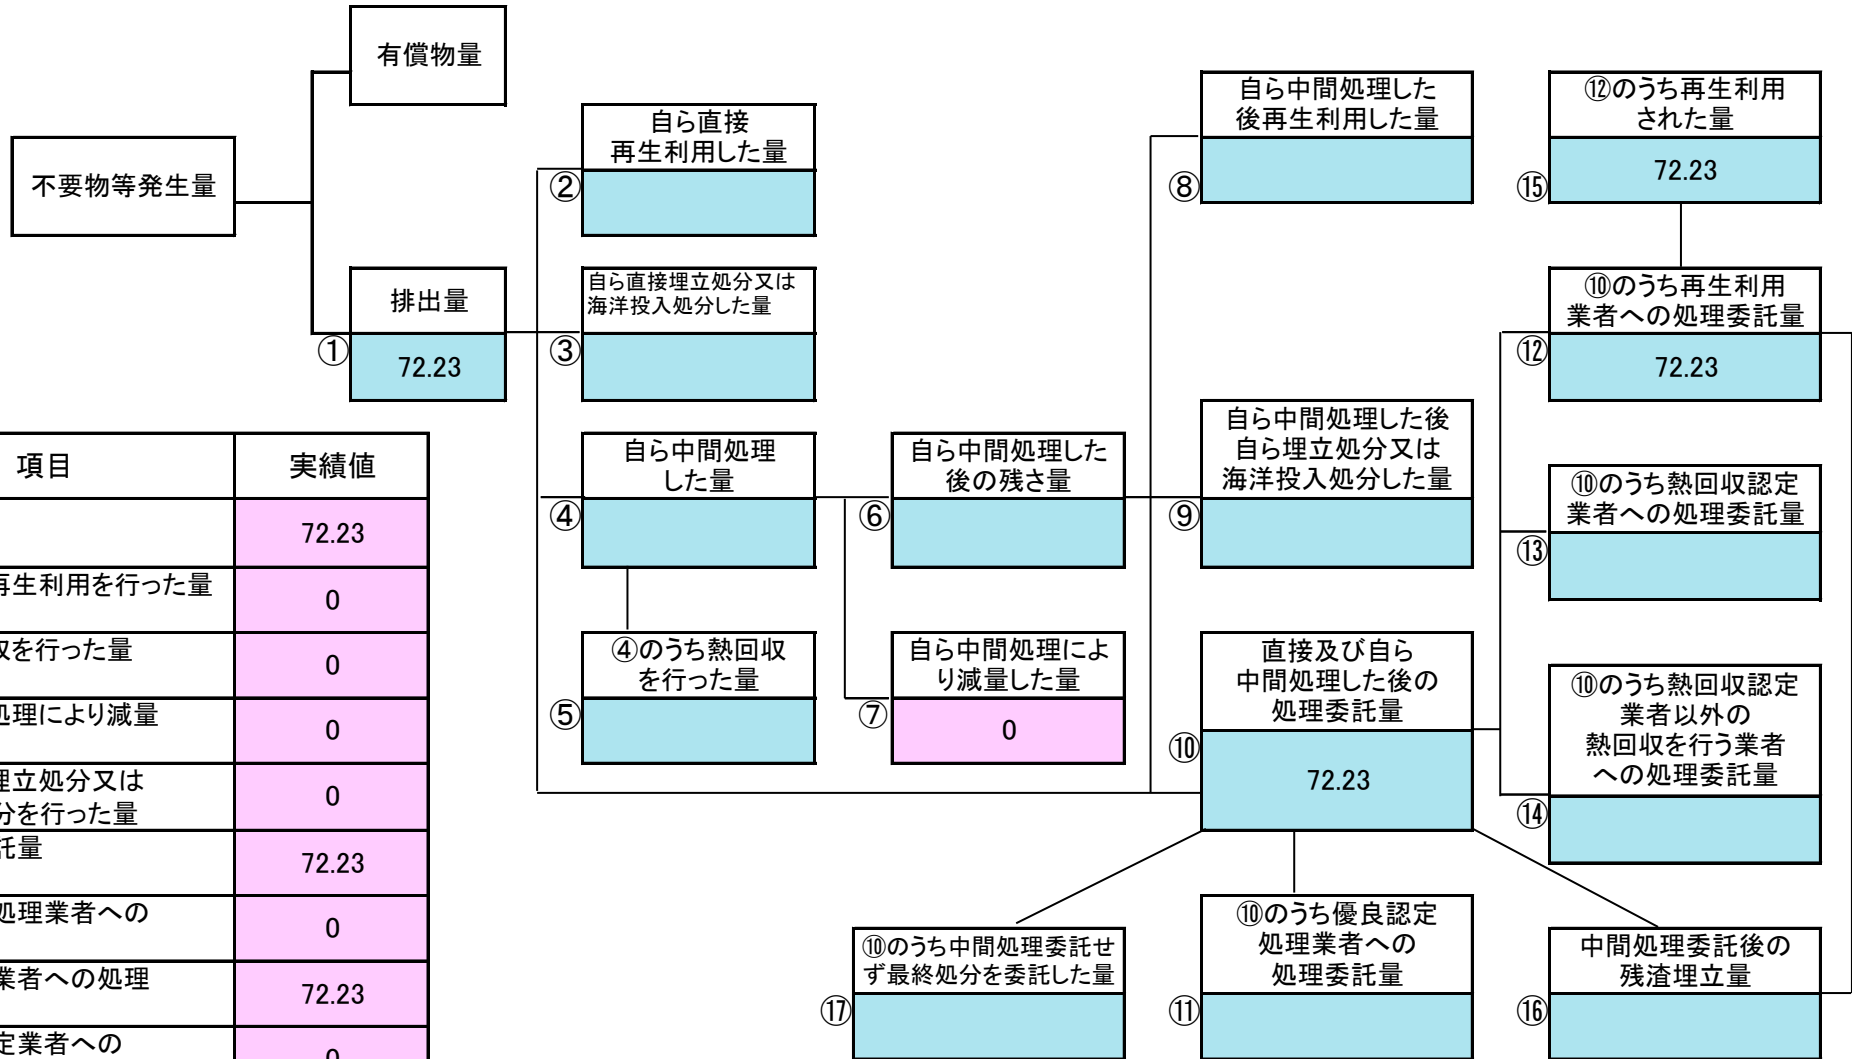 有償物量
不要物等発生量
排出量
①
72.23
自ら直接
再生利用した量
②
自ら直接埋立処分又は
海洋投入処分した量
③
自ら中間処理
した量
④
④のうち熱回収
を行った量
⑤
自ら中間処理した
後の残さ量
⑥
自ら中間処理によ
り減量した量
⑦
0
自ら中間処理した
後再生利用した量
⑧
自ら中間処理した後
自ら埋立処分又は
海洋投入処分した量
⑨
直接及び自ら
中間処理した後の
処理委託量
⑩
72.23
⑫のうち再生利用
された量
⑮
72.23
⑩のうち再生利用
業者への処理委託量
⑫
72.23
⑩のうち熱回収認定
業者への処理委託量
⑬
⑩のうち熱回収認定
業者以外の
熱回収を行う業者
への処理委託量
⑭
⑩のうち中間処理委託せ
ず最終処分を委託した量
⑰
⑩のうち優良認定
処理業者への
処理委託量
⑪
中間処理委託後の
残渣埋立量
⑯
項目 実績値
72.23
再生利用を行った量
0
を行った量
0
処理により減量
0
埋立処分又は
分を行った量
0
託量
72.23
処理業者への
0
業者への処理
72.23
定業者への
0